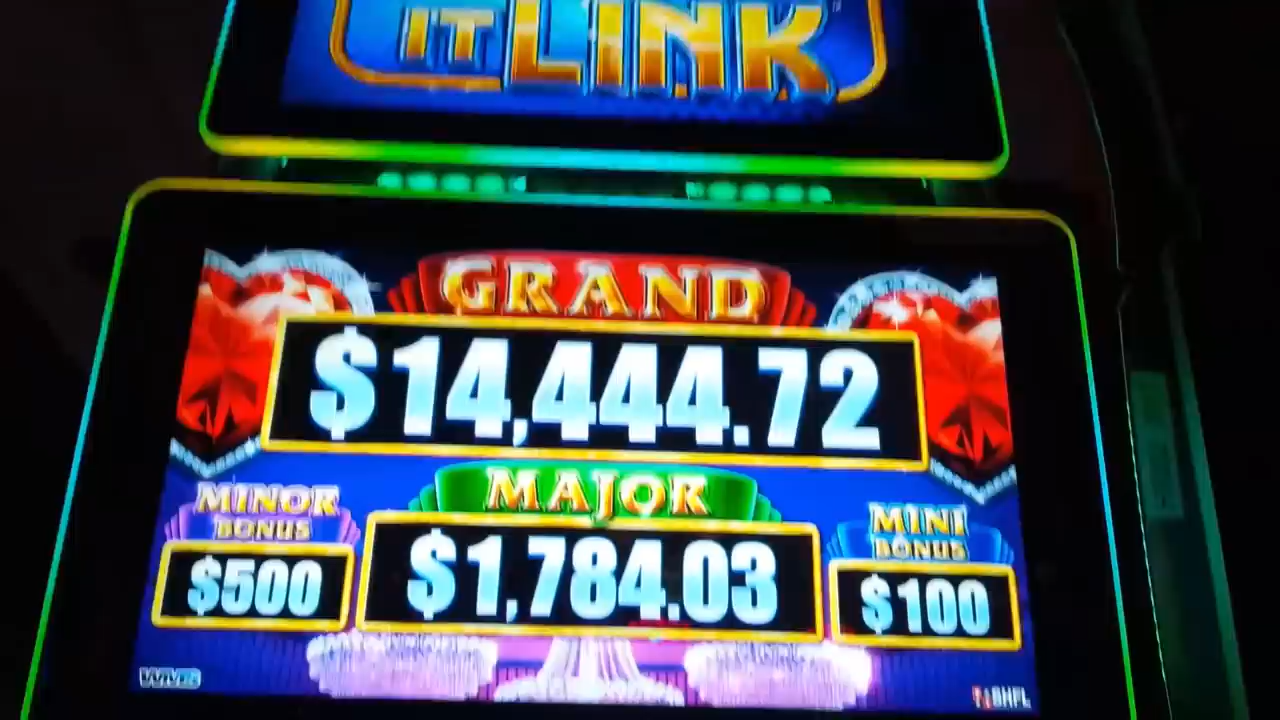 IT LINK
GRAND
$14,444.72
MAJOR
MINOR
BONUS
MINI
BONUS
$1,784.03
$500
$100